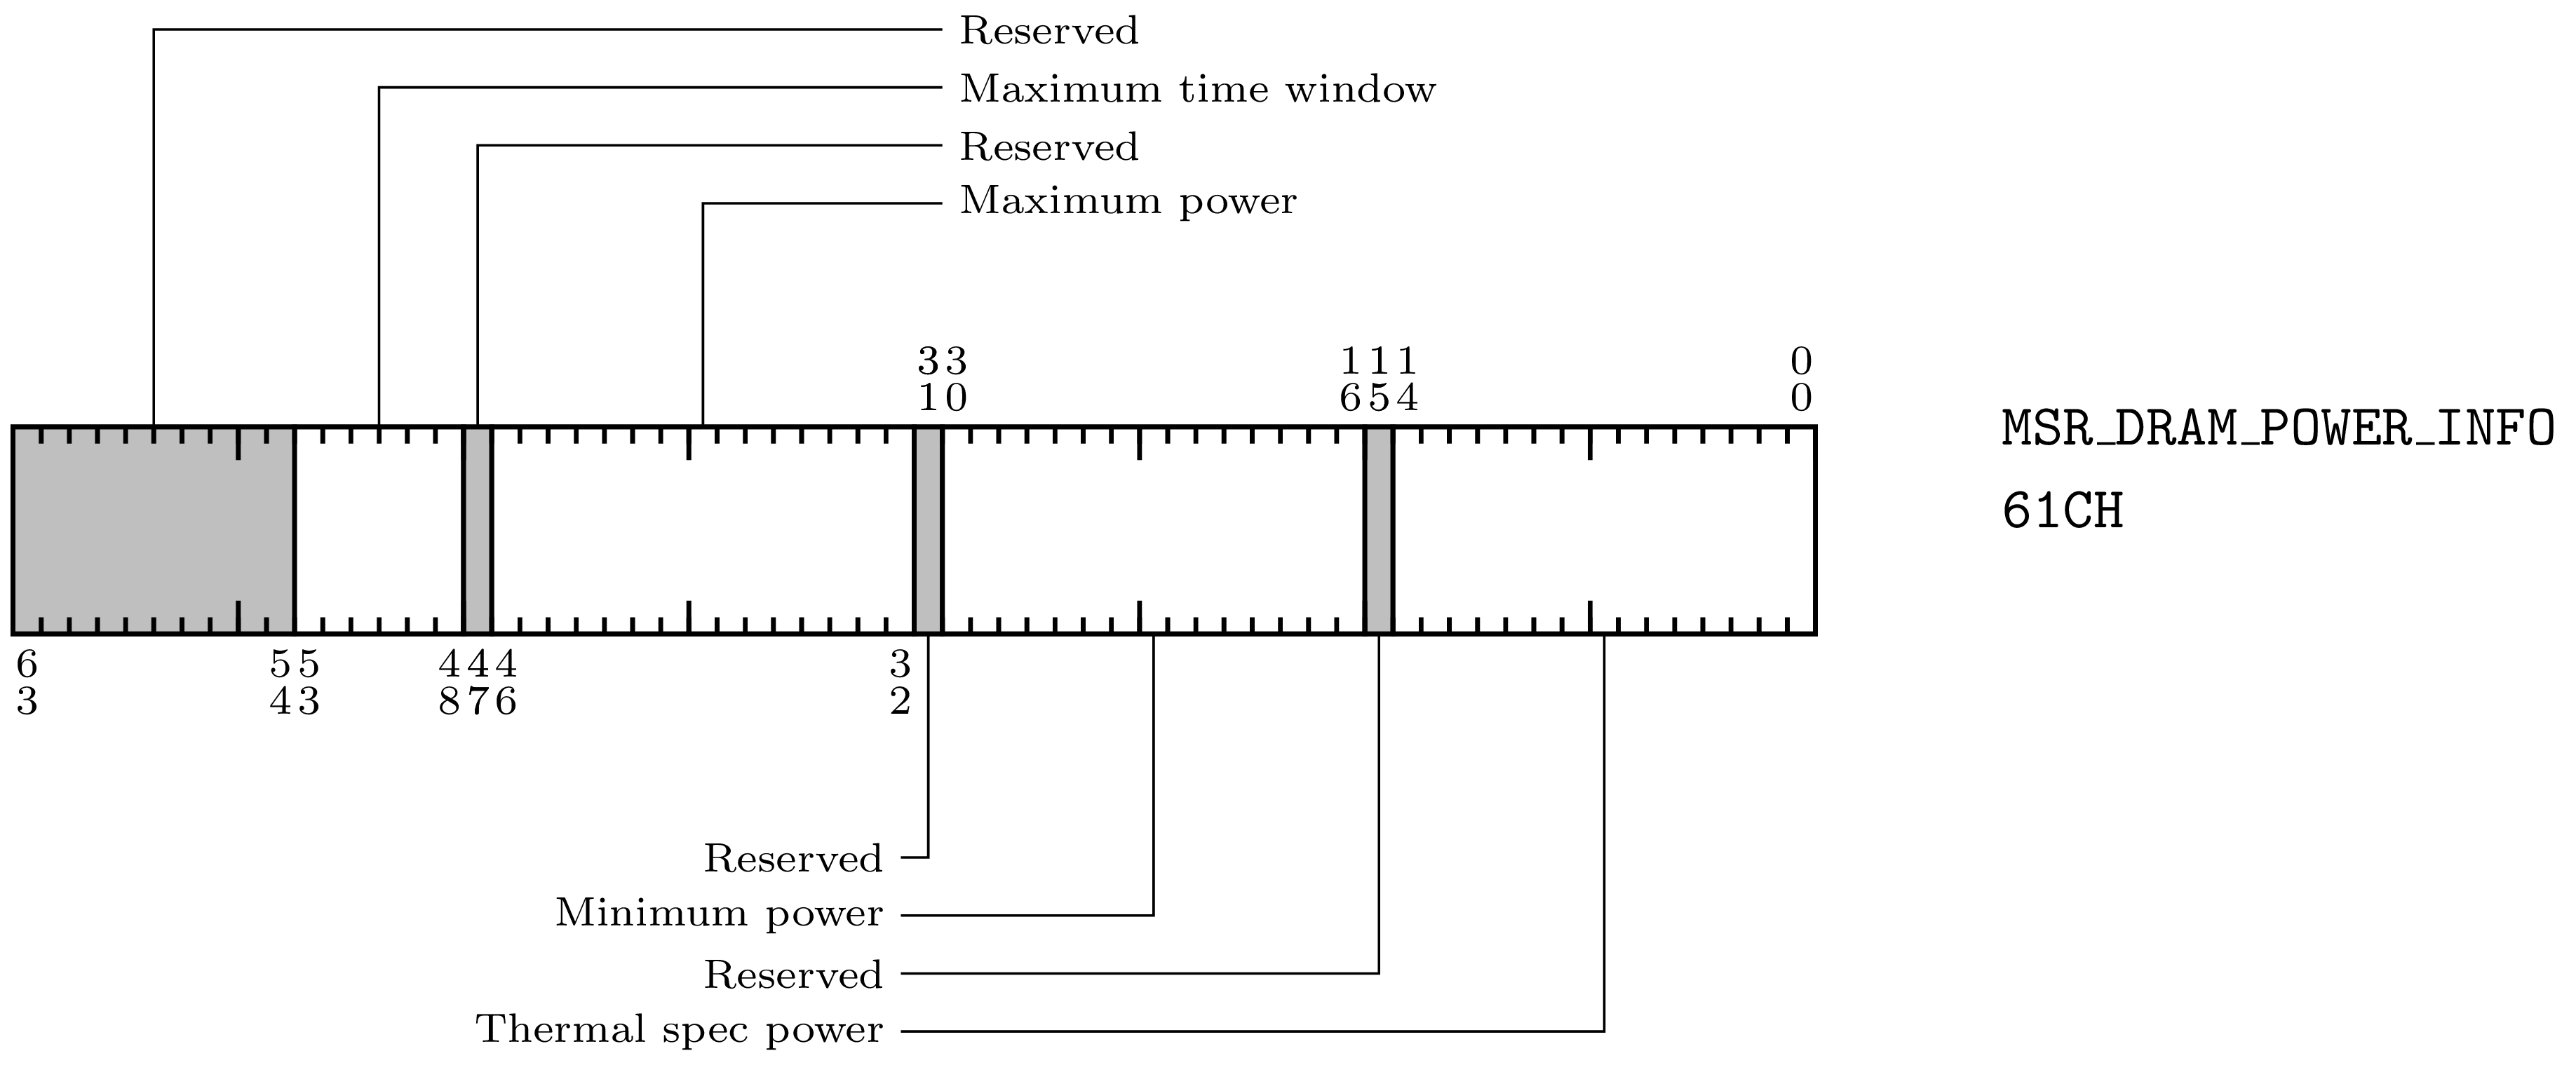 Reserved
Maximum time window
Reserved
Maximum power
33 111 0
10 654 0
MSR_DRAM_POWER_INFO
61CH
6 55 444 3
3 43 876 2
Reserved
Minimum power
Reserved
Thermal spec power